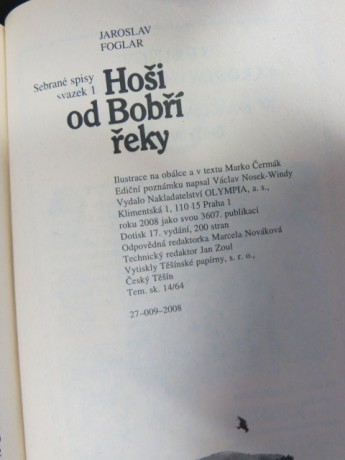 JAROSLAV
FOGLAR
Sebrané spisy
svazek 1
Hoši
od Bobří
řeky
Ilustrace na obálce a v textu Marko Čermák
Ediční poznámku napsal Václav Nosek-Windy
Vydalo Nakladatelství OLYMPIA, a. s.,
Klimentská 1, 110 15 Praha 1
roku 2008 jako svou 3607. publikaci
Dotisk 17. vydání, 200 stran
Odpovědná redaktorka Marcela Nováková
Technický redaktor Jan Zoul
Vytiskly Těšínské papírny, s. r. o.,
Český Těšín
Tem. sk. 14/64
27–009–2008